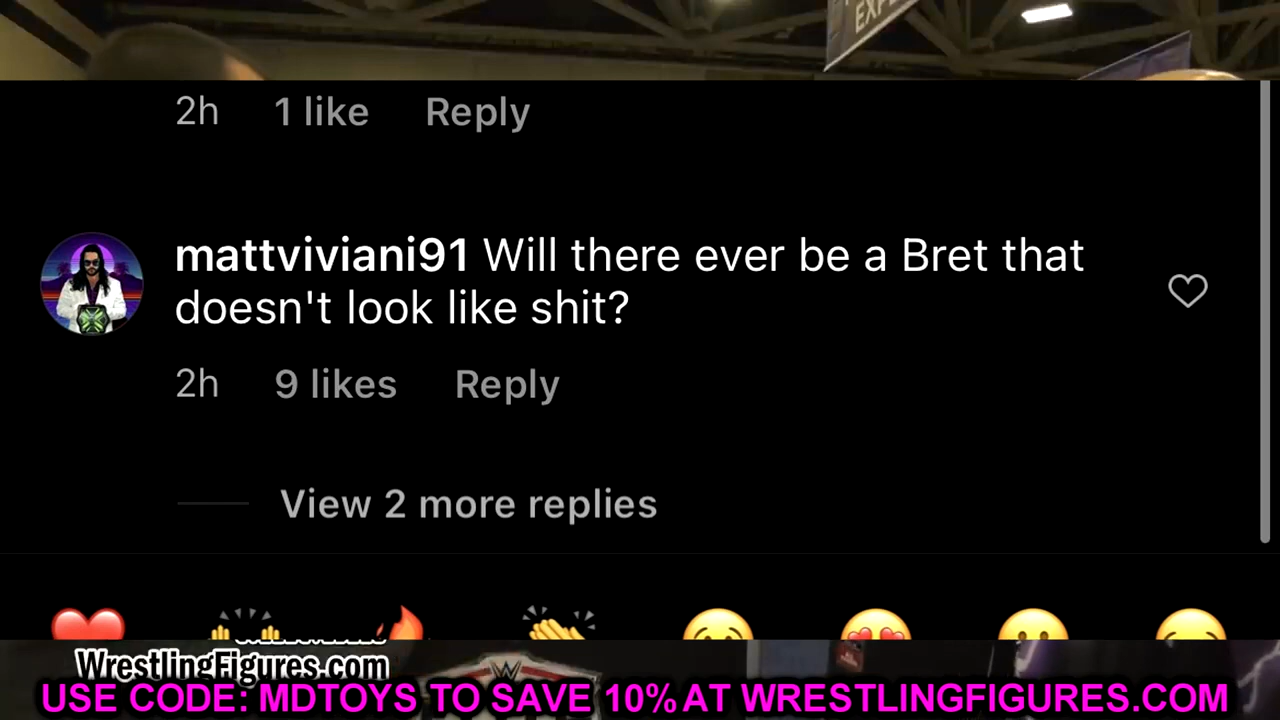 EXP
2h 1 like Reply
mattviviani91 Will there ever be a Bret that
doesn't look like shit?
2h 9 likes Reply
View 2 more replies
WrestlingFigures.com
USE CODE: MDTOYS TO SAVE 10% AT WRESTLINGFIGURES.COM